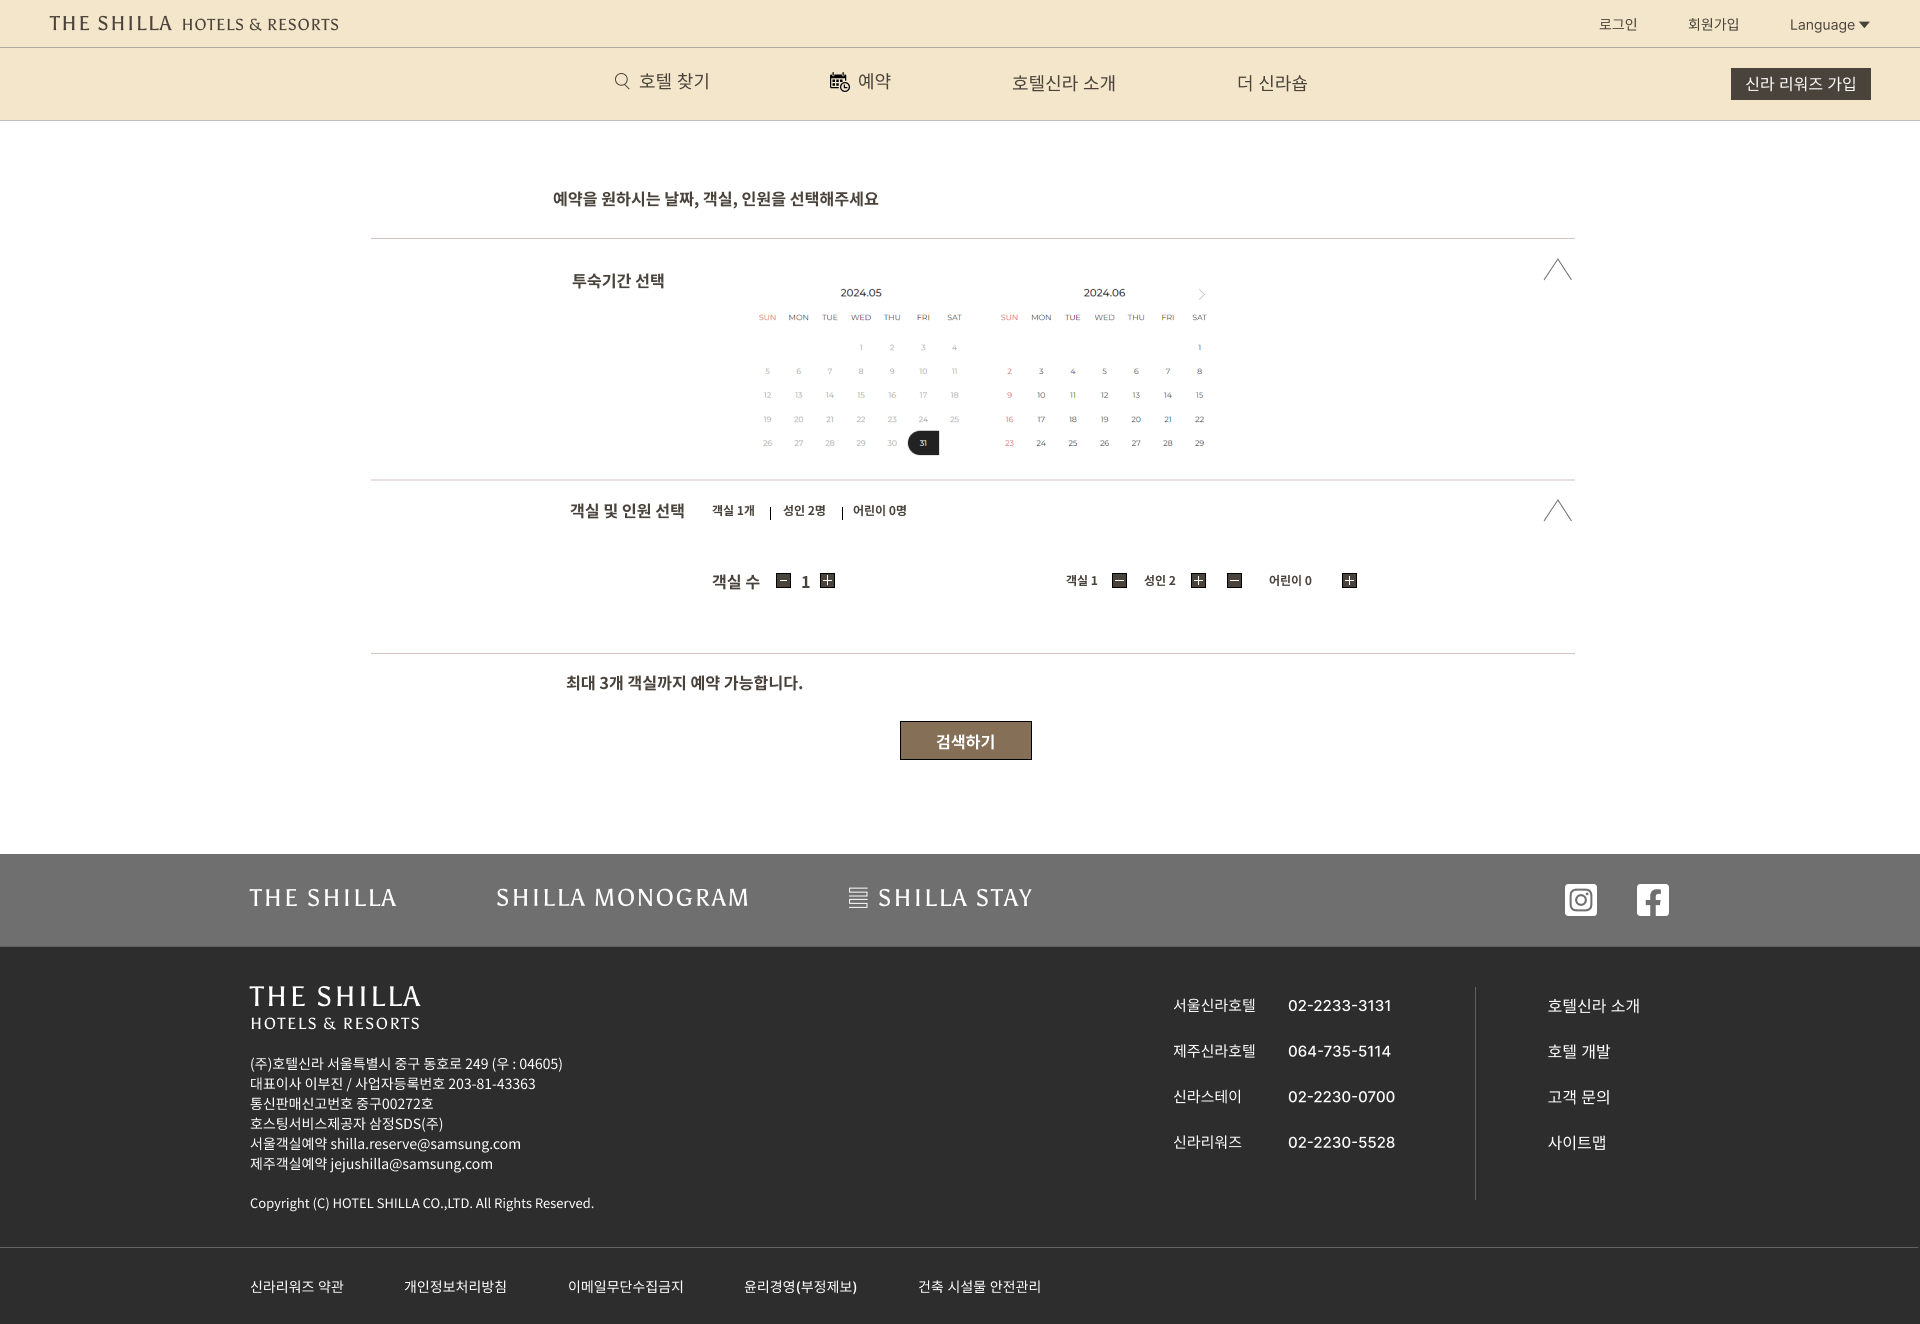 THE SHILLA HOTELS & RESORTS
로그인 회원가입 Language
호텔 찾기 예약 호텔신라 소개 더 신라숍 신라 리워즈 가입
예약을 원하시는 날짜, 객실, 인원을 선택해주세요
투숙기간 선택
2024.05 2024.06
SUN MON TUE WED THU FRI SAT SUN MON TUE WED THU FRI SAT
1 2 3 4 1
5 6 7 8 9 10 11 2 3 4 5 6 7 8
12 13 14 15 16 17 18 9 10 11 12 13 14 15
19 20 21 22 23 24 25 16 17 18 19 20 21 22
26 27 28 29 30 31 23 24 25 26 27 28 29
객실 및 인원 선택 객실 1개 | 성인 2명 | 어린이 0명
객실 수 - 1 + 객실 1 - 성인 2 + - 어린이 0 +
최대 3개 객실까지 예약 가능합니다.
검색하기
THE SHILLA SHILLA MONOGRAM SHILLA STAY
THE SHILLA
HOTELS & RESORTS
(주)호텔신라 서울특별시 중구 동호로 249 (우 : 04605)
대표이사 이부진 / 사업자등록번호 203-81-43363
통신판매신고번호 중구00272호
호스팅서비스제공자 삼정SDS(주)
서울객실예약 shilla.reserve@samsung.com
제주객실예약 jejushilla@samsung.com
Copyright (C) HOTEL SHILLA CO.,LTD. All Rights Reserved.
서울신라호텔 02-2233-3131
제주신라호텔 064-735-5114
신라스테이 02-2230-0700
신라리워즈 02-2230-5528
호텔신라 소개
호텔 개발
고객 문의
사이트맵
신라리워즈 약관 개인정보처리방침 이메일무단수집금지 윤리경영(부정제보) 건축 시설물 안전관리